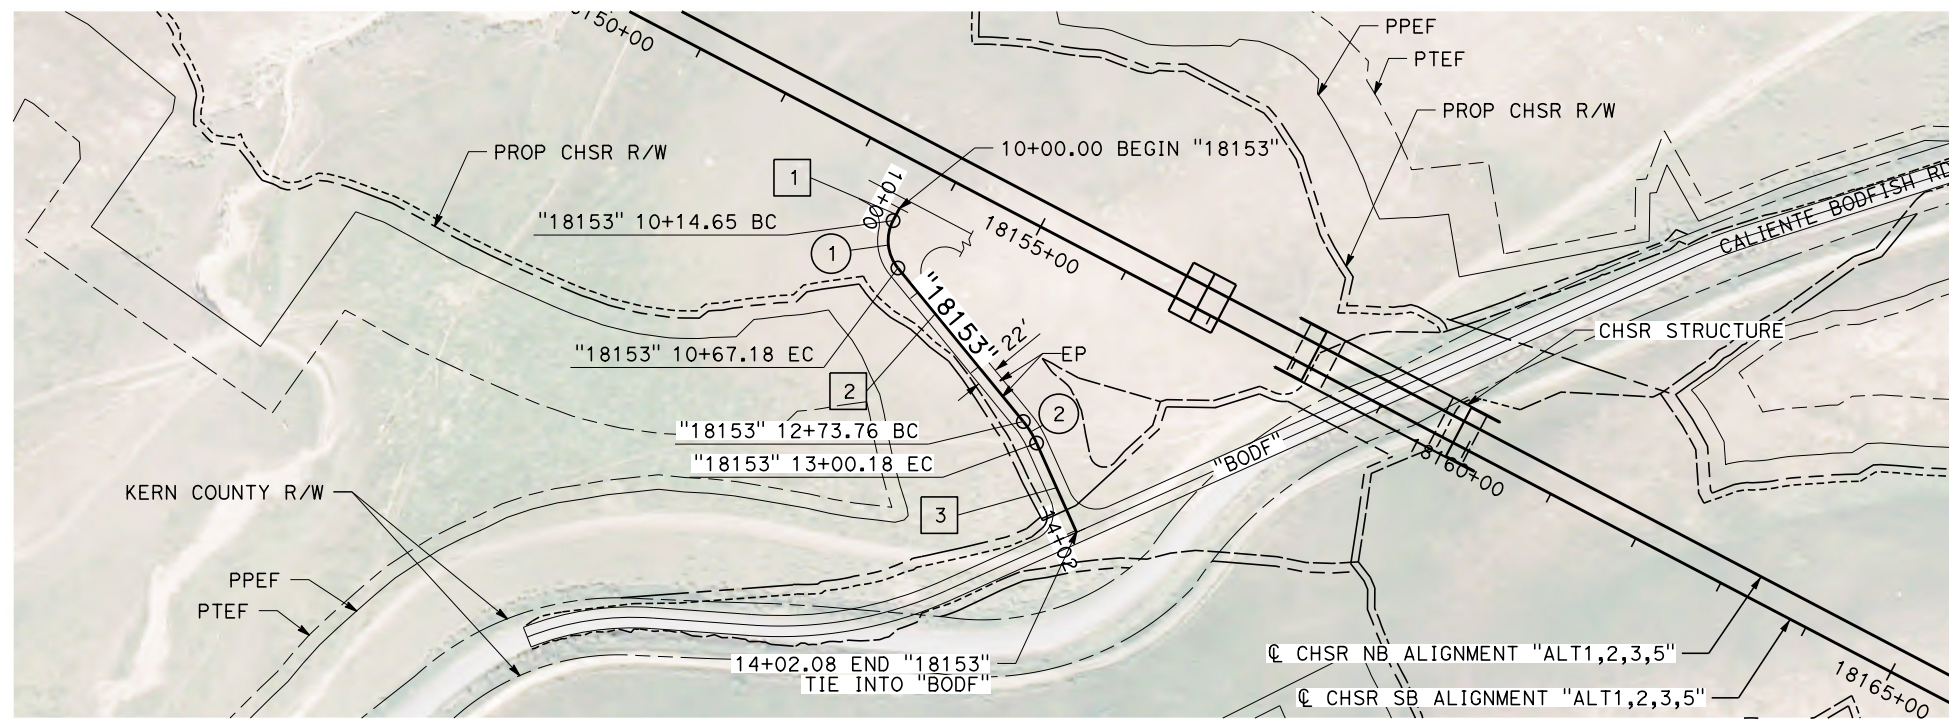 18150+00
PPEF
PTEF
PROP CHSR R/W
PROP CHSR R/W
10+00.00 BEGIN "18153"
1
10+00
"18153" 10+14.65 BC
1
18155+00
CALIENTE BODFISH RD
"18153"
22'
EP
CHSR STRUCTURE
"18153" 10+67.18 EC
2
2
"18153" 12+73.76 BC
"18153" 13+00.18 EC
"BODF"
18160+00
KERN COUNTY R/W
3
14+02
PPEF
PTEF
14+02.08 END "18153"
TIE INTO "BODF"
℄ CHSR NB ALIGNMENT "ALT1,2,3,5"
℄ CHSR SB ALIGNMENT "ALT1,2,3,5"
18165+00